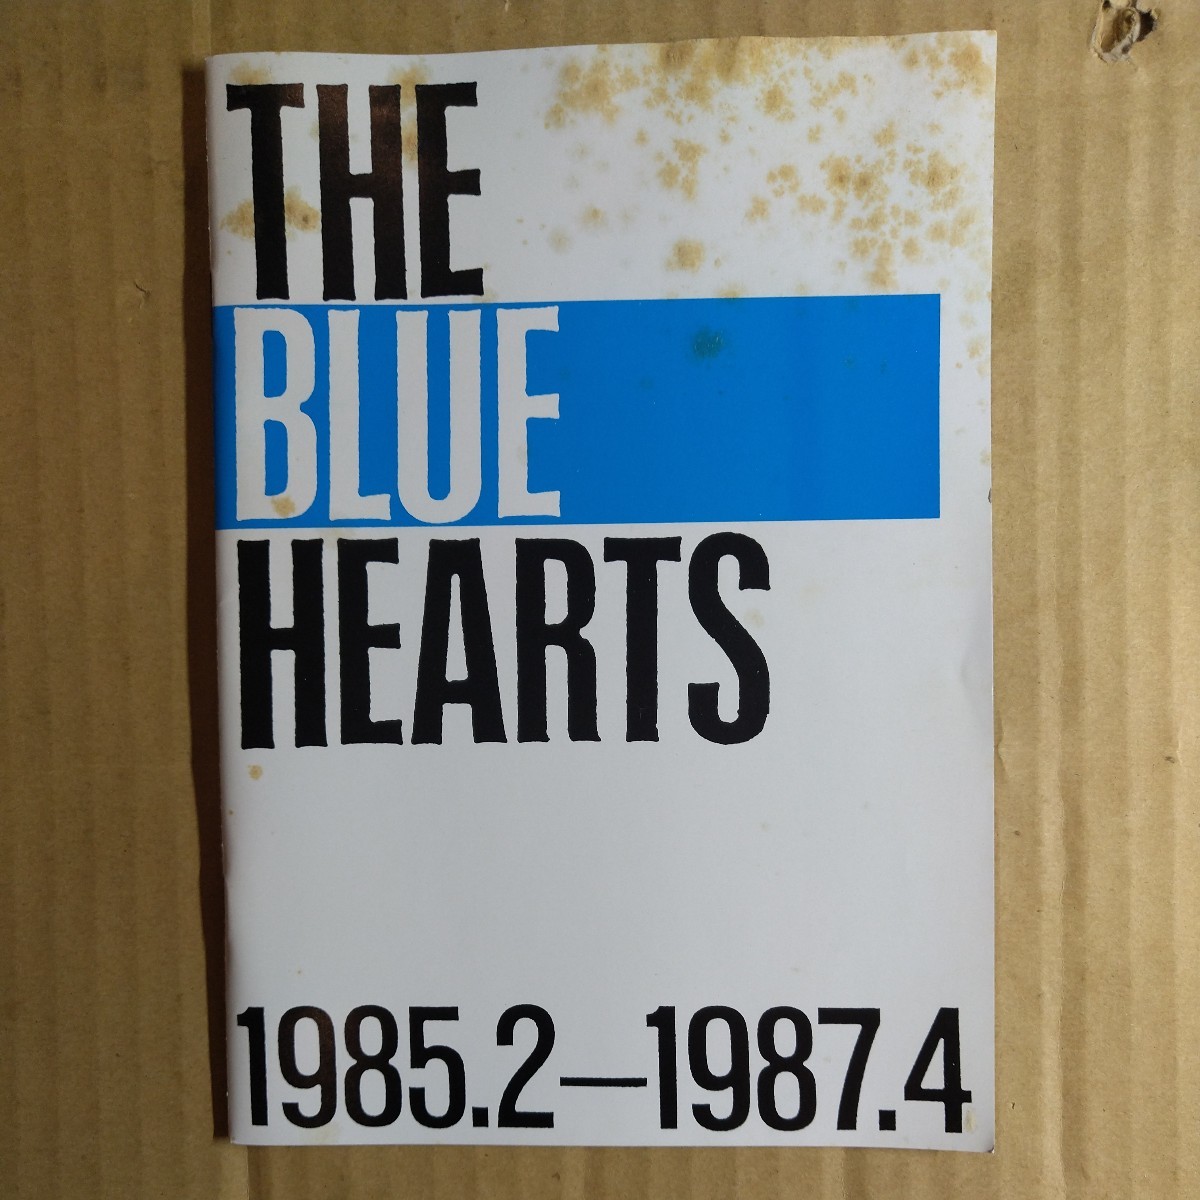 THE
BLUE
HEARTS
1985.2—1987.4